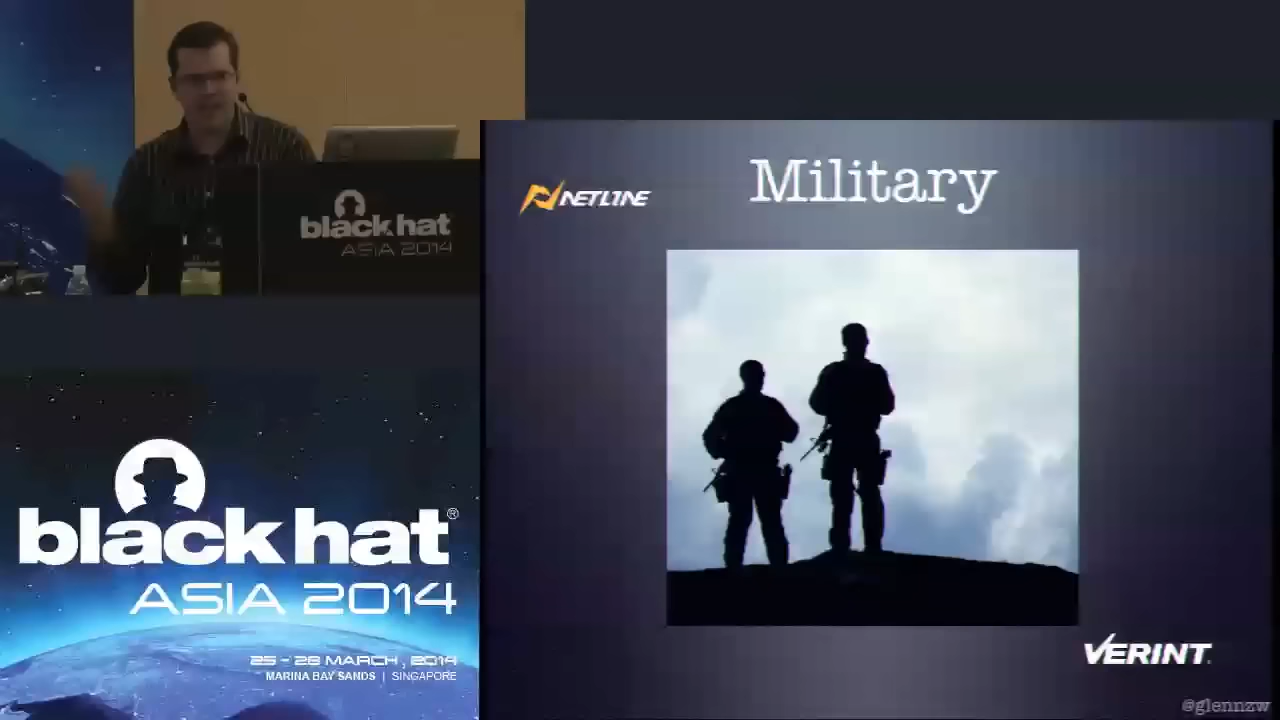 black hat
ASIA 2014
NETL1NE
Military
black hat®
ASIA 2014
25 - 28 MARCH, 2014
MARINA BAY SANDS | SINGAPORE
VERINT.
@glennzw